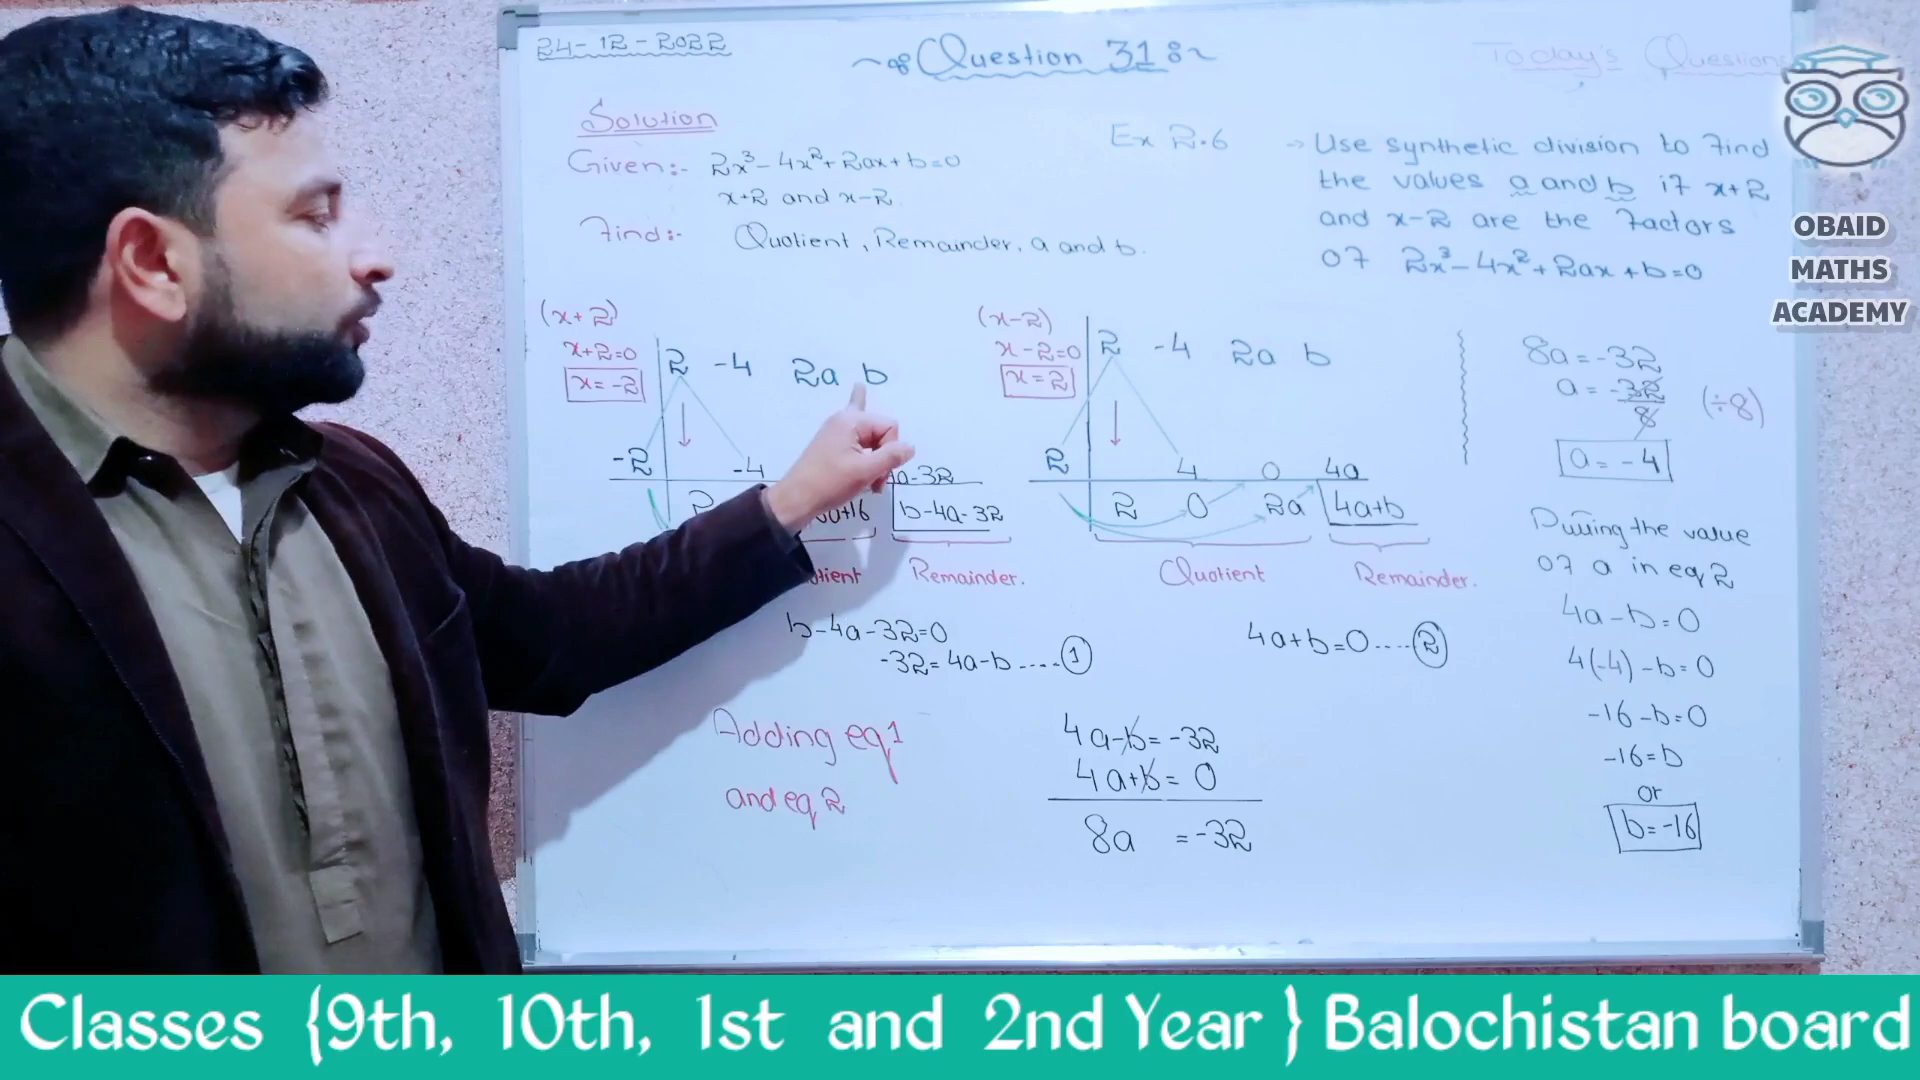 24-12-2022
Question 31
Today's Question
Solution
Given:- 2x³-4x²+2ax+b=0
x+2 and x-2.
Find:- Quotient, Remainder, a and b.
Ex 2.6
→ Use synthetic division to find
the values a and b if x+2
and x-2 are the factors
of 2x³-4x²+2ax+b=0
OBAID
MATHS
ACADEMY
(x+2)
x+2=0
x=-2
2 -4 2a b
-2 -4
a-32
2 +16 b-4a-32
Remainder.
b-4a-32=0
-32=4a-b ....①
(x-2)
x-2=0
x=2
2 -4 2a b
2 4 0 4a
2 0 2a 4a+b
Quotient Remainder.
4a+b=0....②
Adding eq1
and eq2
4a-b=-32
4a+b= 0
8a =-32
8a=-32
a=-32/8 (÷8)
a=-4
Putting the value
of a in eq2
4a-b=0
4(-4)-b=0
-16-b=0
-16=b
or
b=-16
Classes {9th, 10th, 1st and 2nd Year } Balochistan board